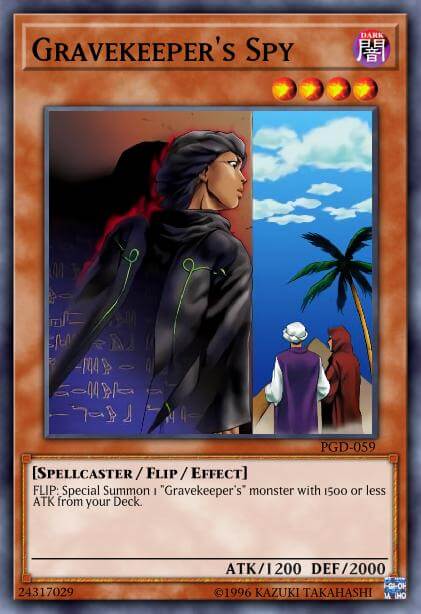 GRAVEKEEPER'S SPY
DARK
闇
PGD-059
[SPELLCASTER / FLIP / EFFECT]
FLIP: Special Summon 1 "Gravekeeper's" monster with 1500 or less
ATK from your Deck.
ATK/1200 DEF/2000
24317029
©1996 KAZUKI TAKAHASHI